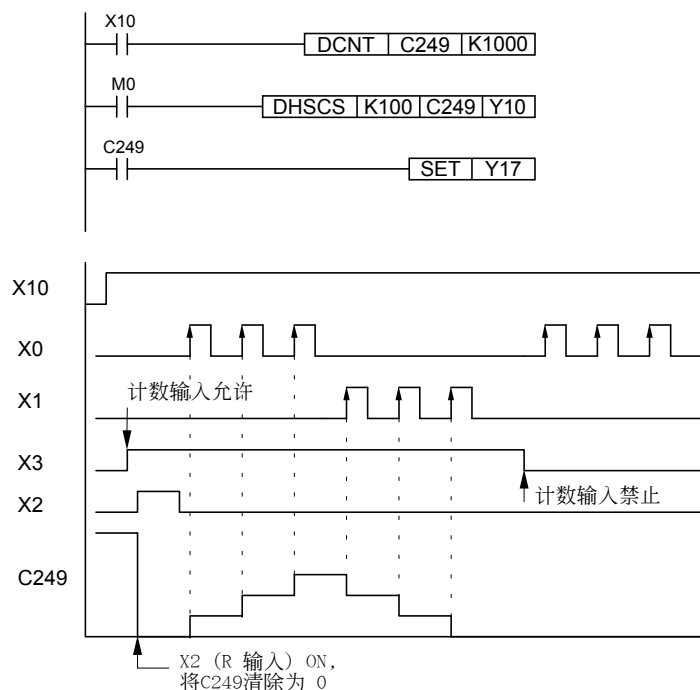 X10
DCNT C249 K1000
M0
DHSCS K100 C249 Y10
C249
SET Y17
X10
X0
计数输入允许
X1
X3
计数输入禁止
X2
C249
X2 (R 输入) ON,
将C249清除为 0